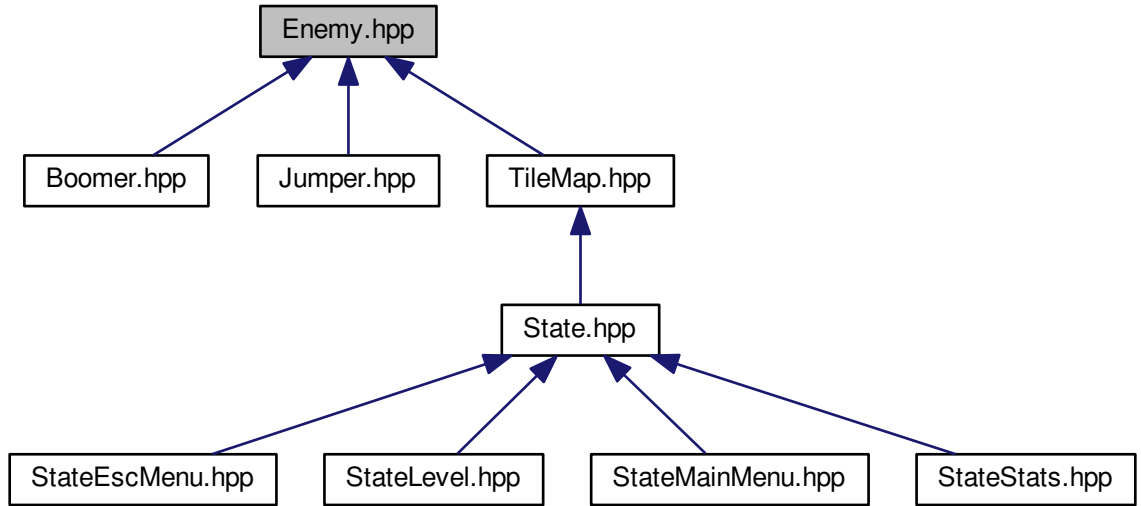 Enemy.hpp
Boomer.hpp
Jumper.hpp
TileMap.hpp
State.hpp
StateEscMenu.hpp
StateLevel.hpp
StateMainMenu.hpp
StateStats.hpp